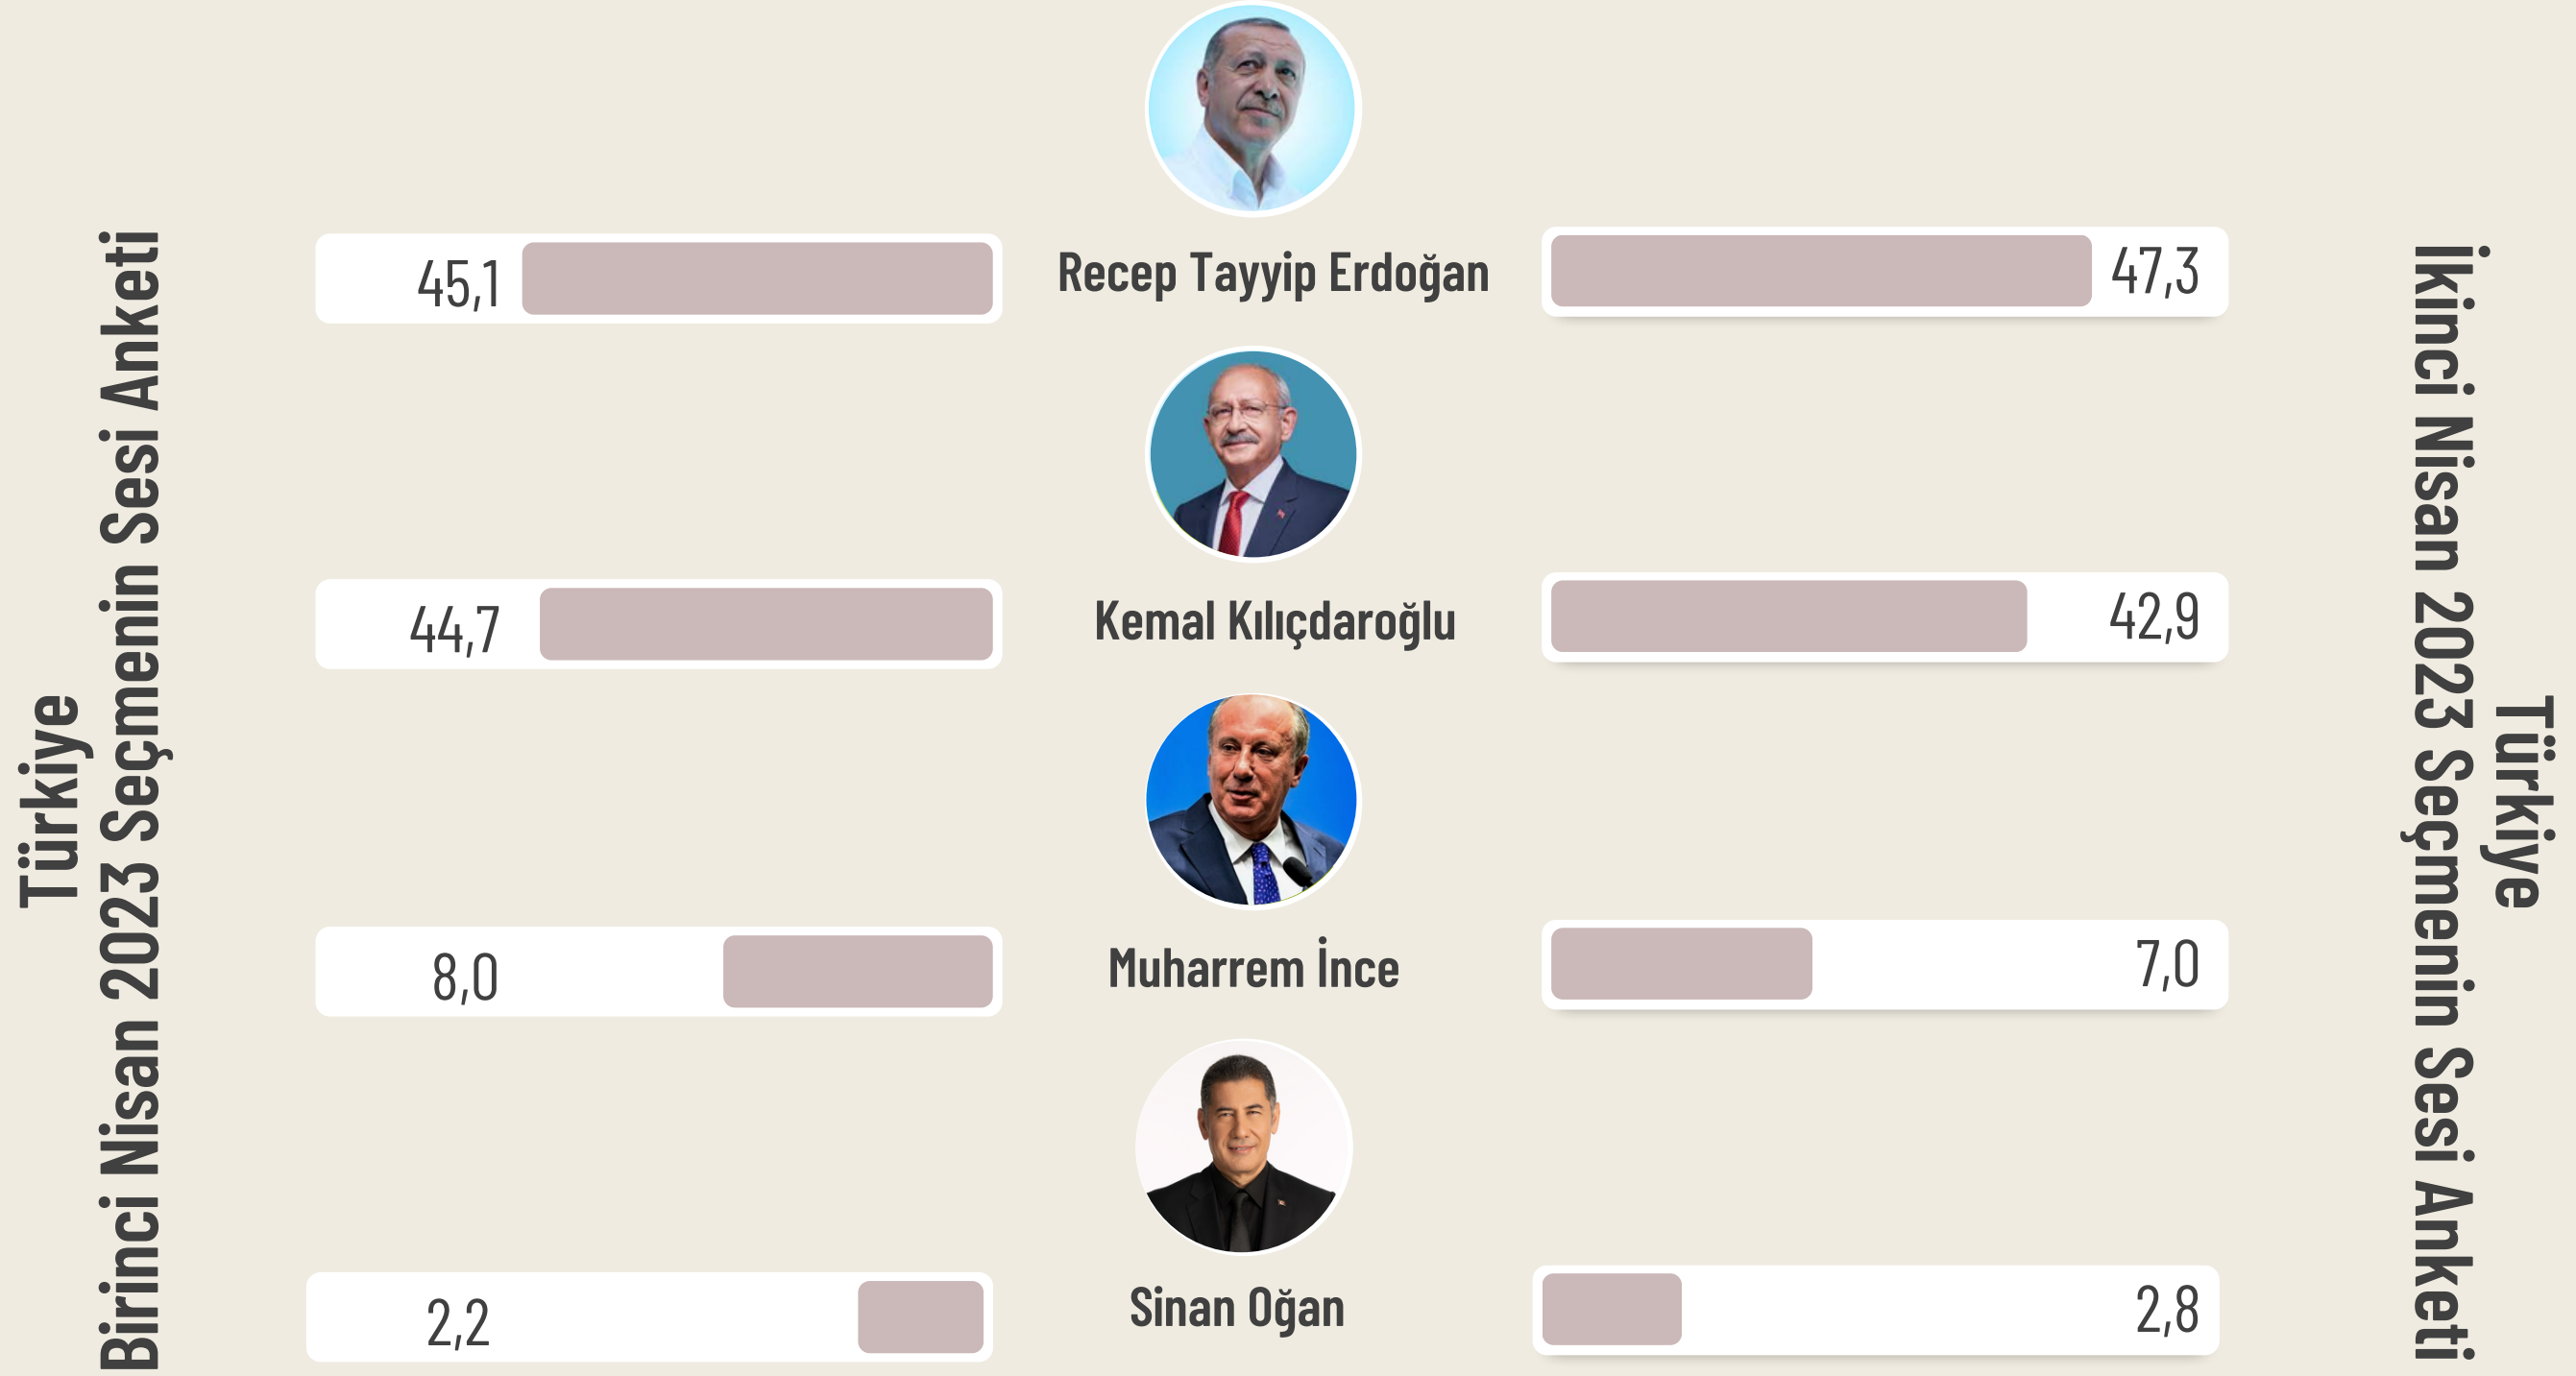 Türkiye
Birinci Nisan 2023 Seçmenin Sesi Anketi
45,1
Recep Tayyip Erdoğan
47,3
44,7
Kemal Kılıçdaroğlu
42,9
8,0
Muharrem İnce
7,0
2,2
Sinan Oğan
2,8
Türkiye
İkinci Nisan 2023 Seçmenin Sesi Anketi